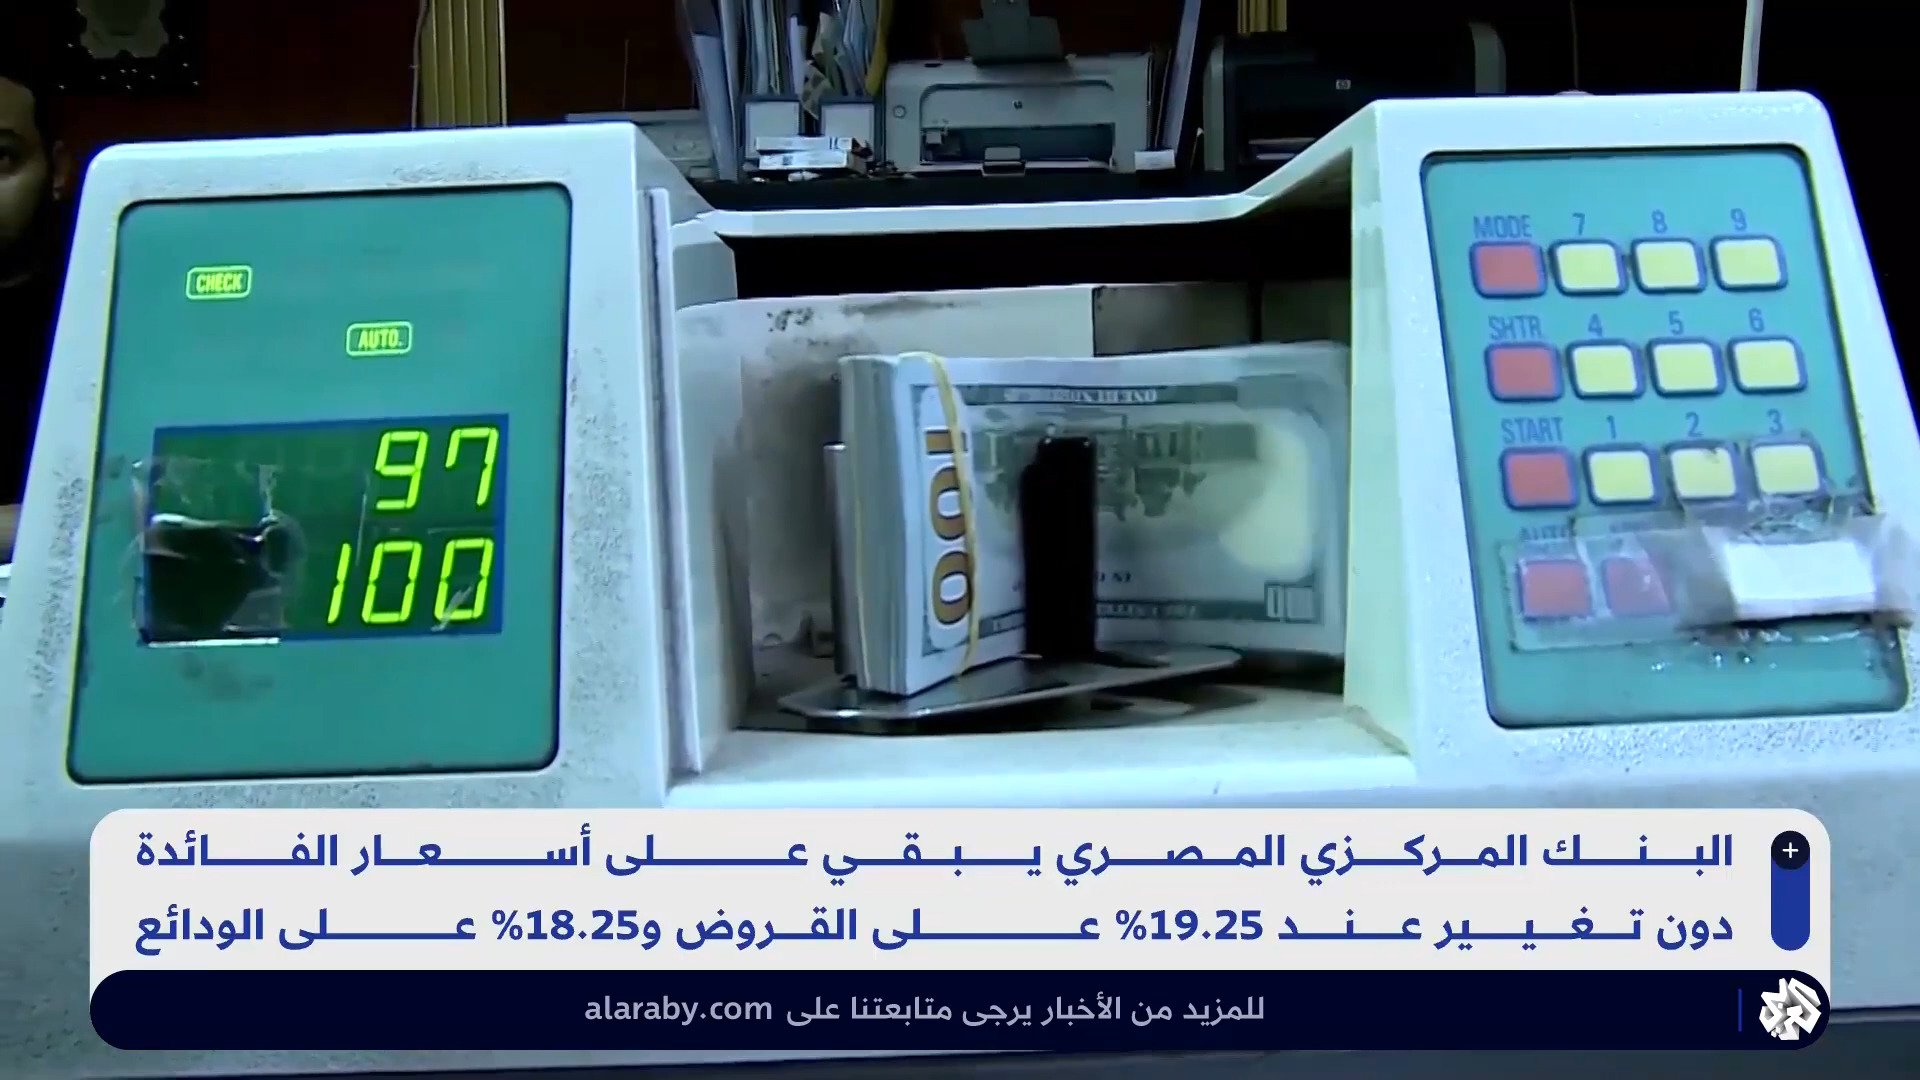 CHECK
AUTO.
97
100
100
MODE 7 8 9
SHTR 4 5 6
START 1 2 3
AUTO
البنك المركزي المصري يبقي على أسعار الفائدة
دون تغيير عند 19.25% على القروض و18.25% على الودائع
للمزيد من الأخبار يرجى متابعتنا على alaraby.com